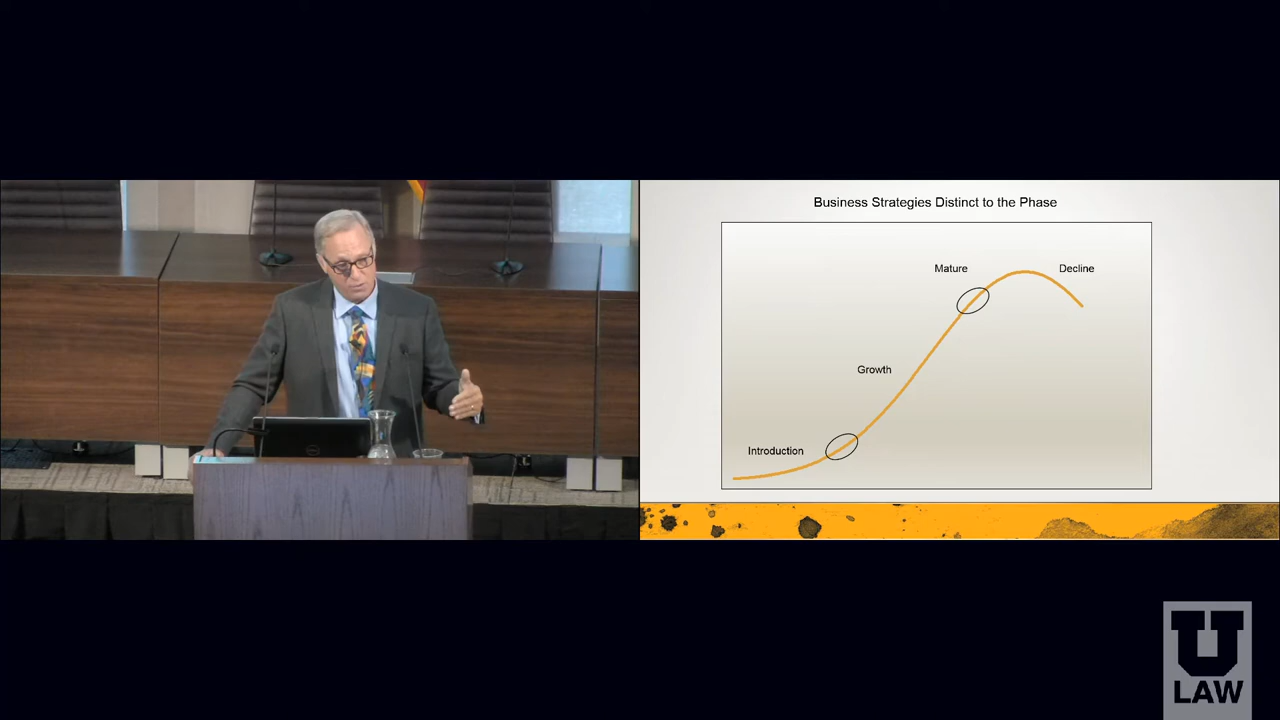 Business Strategies Distinct to the Phase
Mature
Decline
Growth
Introduction
U
LAW